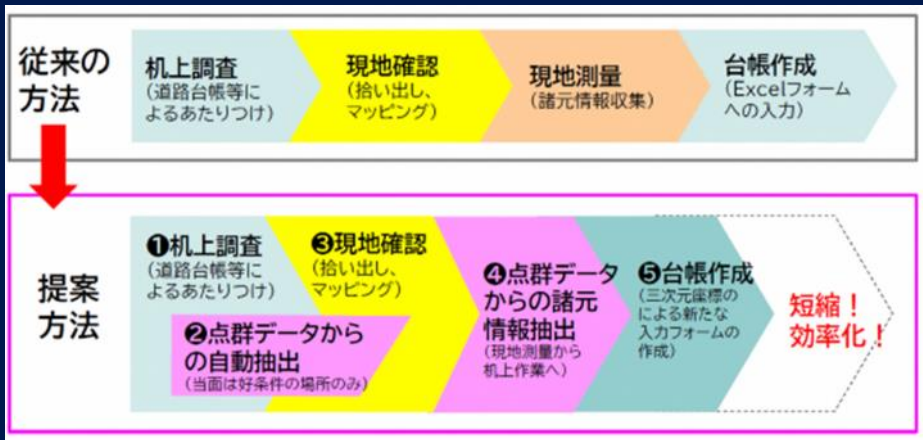 従来の
方法
机上調査
(道路台帳等に
よるあたりつけ)
現地確認
(拾い出し、
マッピング)
現地測量
(諸元情報収集)
台帳作成
(Excelフォーム
への入力)
提案
方法
❶机上調査
(道路台帳等に
よるあたりつけ)
❷点群データから
の自動抽出
(当面は好条件の場所のみ)
❸現地確認
(拾い出し、
マッピング)
❹点群データ
からの諸元
情報抽出
(現地測量から
机上作業へ)
❺台帳作成
(三次元座標の
による新たな
入力フォームの
作成)
短縮！
効率化！